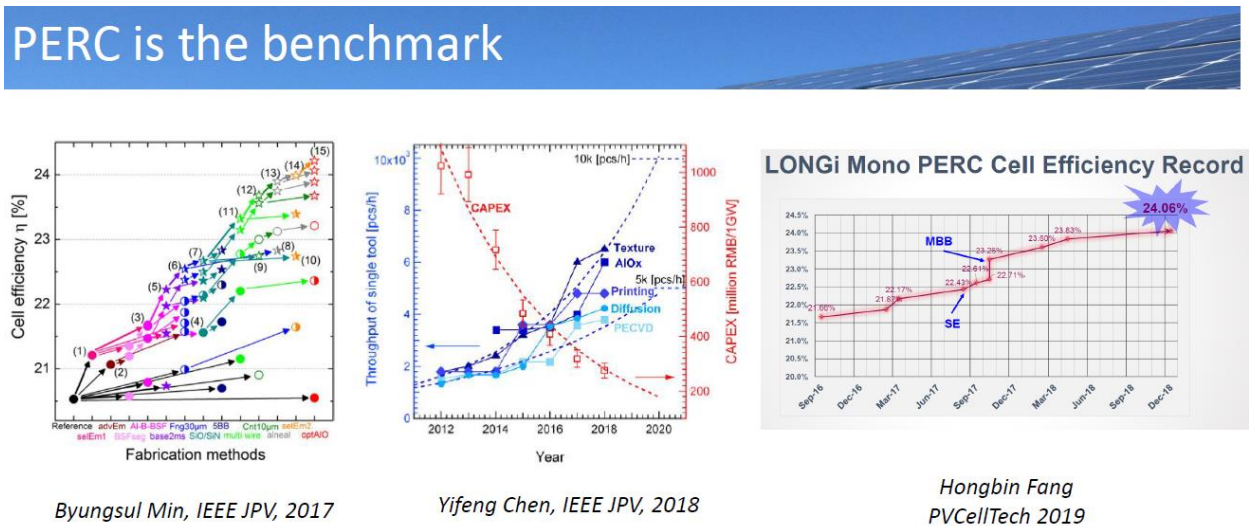 PERC is the benchmark
Cell efficiency η [%]
24
23
22
21
(1)
(2)
(3)
(4)
(5)
(6)
(7)
(8)
(9)
(10)
(11)
(12)
(13)
(14)
(15)
Reference advEm Al-B-BSF Fng30μm 5BB Cnt10μm selEm2
selEm1 BSFseg base2ms SiO/SiN multi wire aineal optAlO
Fabrication methods
Byungsul Min, IEEE JPV, 2017
Throughput of single tool [pcs/h]
10x10³
8
6
4
2
0
10k [pcs/h]
CAPEX
Texture
AlOx
5k [pcs/h]
Printing
Diffusion
PECVD
CAPEX [million RMB/1GW]
1000
800
600
400
200
2012 2014 2016 2018 2020
Year
Yifeng Chen, IEEE JPV, 2018
LONGi Mono PERC Cell Efficiency Record
24.06%
24.5%
24.0%
23.5%
23.0%
22.5%
22.0%
21.5%
21.0%
20.5%
20.0%
MBB
SE
21.66%
22.17%
22.43%
22.61%
22.71%
23.26%
23.50%
23.83%
Sep-16 Dec-16 Mar-17 Jun-17 Sep-17 Dec-17 Mar-18 Jun-18 Sep-18 Dec-18
Hongbin Fang
PVCellTech 2019